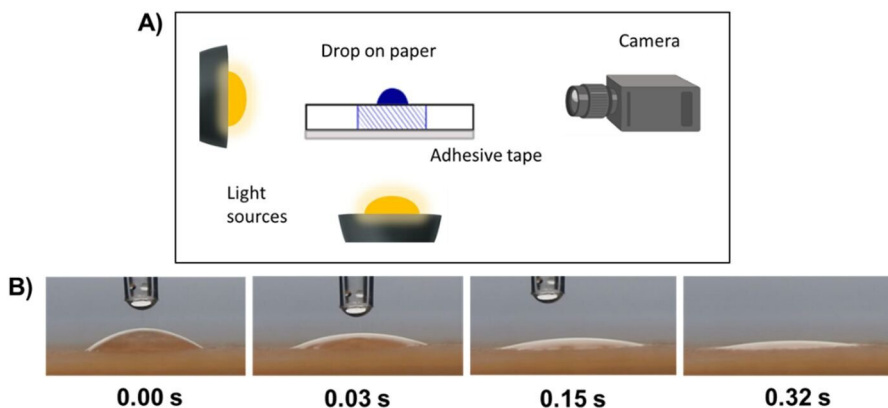 A)
Drop on paper
Camera
Adhesive tape
Light
sources
B)
0.00 s
0.03 s
0.15 s
0.32 s